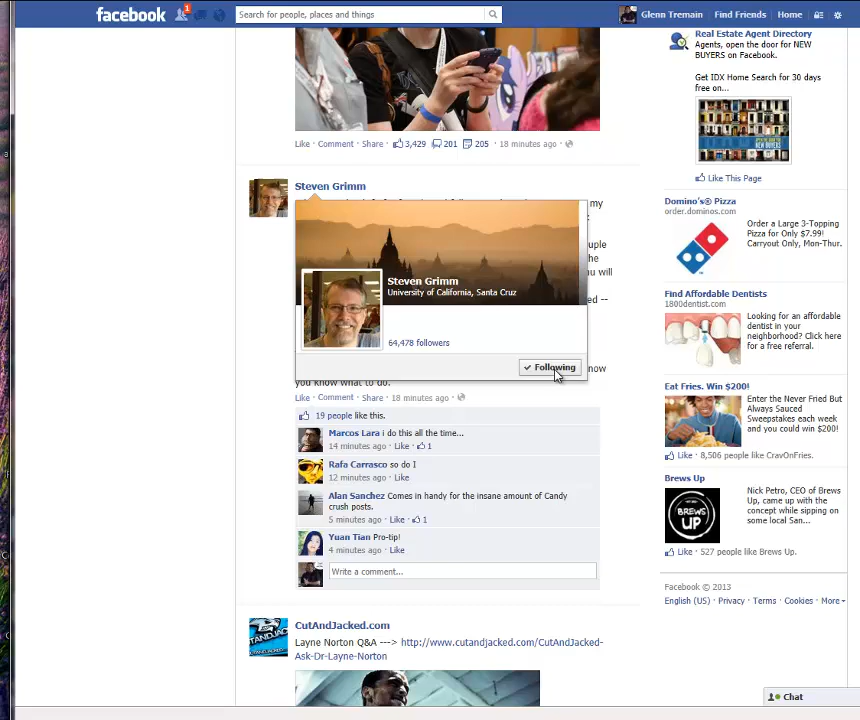 facebook
1
Search for people, places and things
Glenn Tremain
Find Friends
Home
Like · Comment · Share · 3,429 201 205 · 18 minutes ago ·
Steven Grimm
my
Steven Grimm
University of California, Santa Cruz
64,478 followers
✓ Following
you know what to do.
Like · Comment · Share · 18 minutes ago ·
19 people like this.
Marcos Lara i do this all the time...
14 minutes ago · Like · 1
Rafa Carrasco so do I
12 minutes ago · Like
Alan Sanchez Comes in handy for the insane amount of Candy
crush posts.
5 minutes ago · Like · 1
Yuan Tian Pro-tip!
4 minutes ago · Like
Write a comment...
CutAndJacked.com
Layne Norton Q&A ---> http://www.cutandjacked.com/CutAndJacked-
Ask-Dr-Layne-Norton
Real Estate Agent Directory
Agents, open the door for NEW
BUYERS on Facebook.
Get IDX Home Search for 30 days
free on...
Like This Page
Domino's® Pizza
order.dominos.com
Order a Large 3-Topping
Pizza for Only $7.99!
Carryout Only, Mon-Thur.
Find Affordable Dentists
1800dentist.com
Looking for an affordable
dentist in your
neighborhood? Click here
for a free referral.
Eat Fries. Win $200!
Enter the Never Fried But
Always Sauced
Sweepstakes each week
and you could win $200!
Like · 8,506 people like CravOnFries.
Brews Up
BREWS
UP
Nick Petro, CEO of Brews
Up, came up with the
concept while sipping on
some local San...
Like · 527 people like Brews Up.
Facebook © 2013
English (US) · Privacy · Terms · Cookies · More
Chat